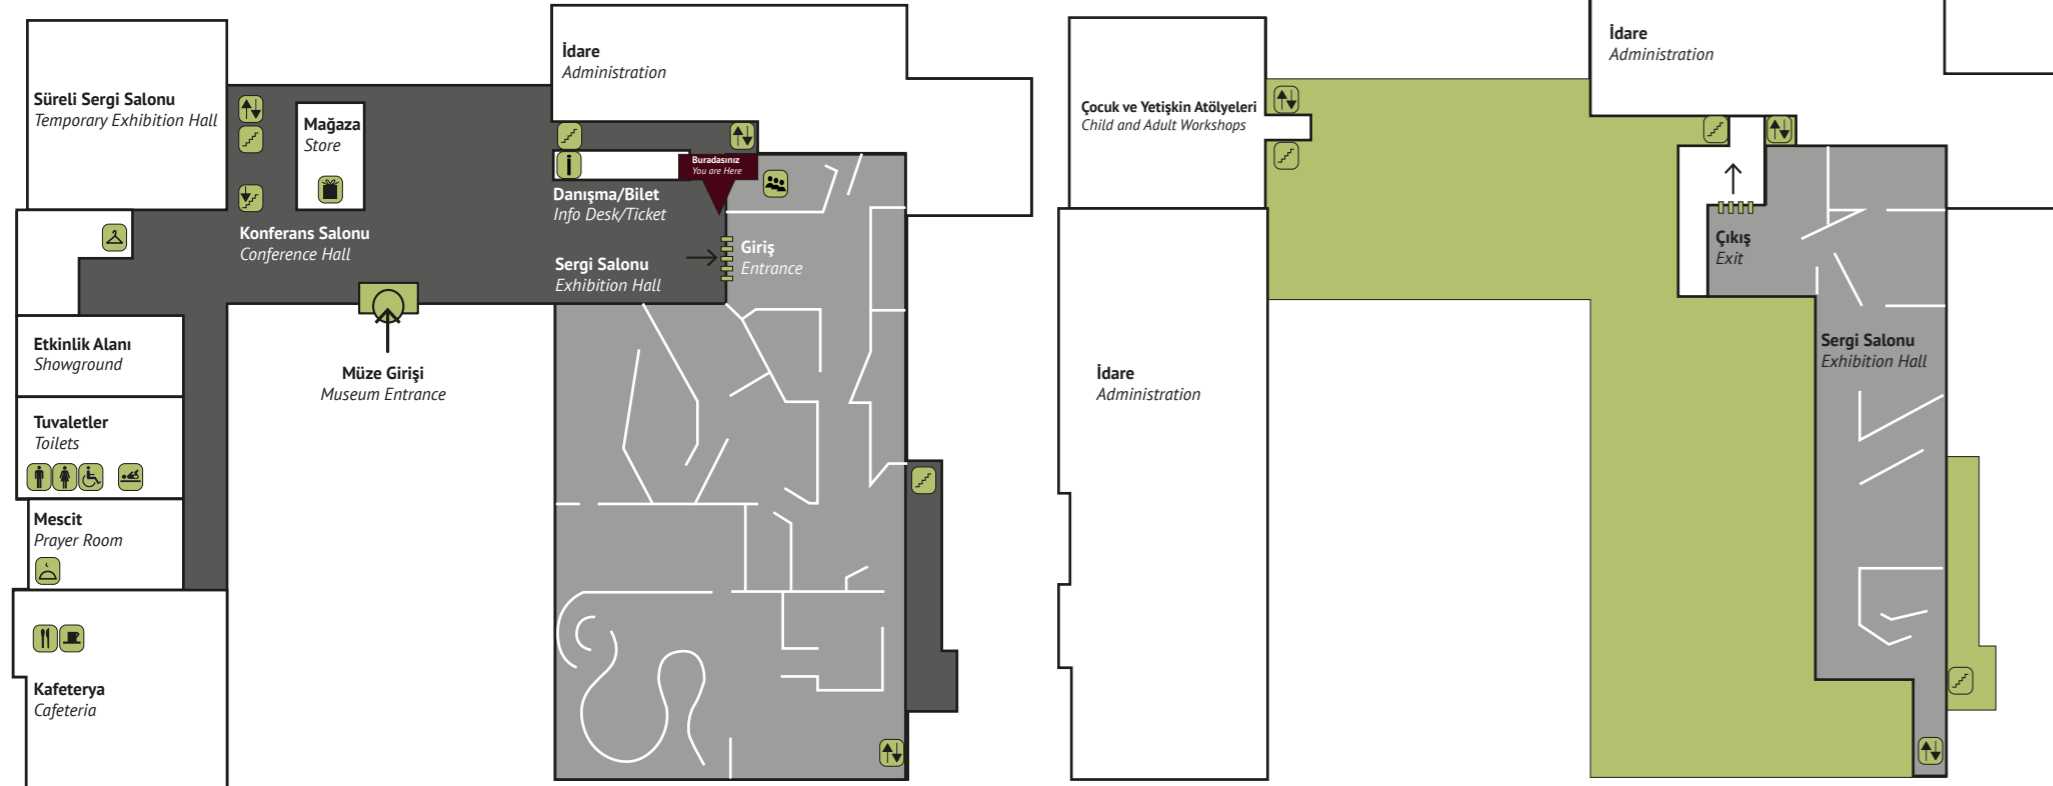 Süreli Sergi Salonu
Temporary Exhibition Hall
Mağaza
Store
İdare
Administration
Buradasınız
You are Here
Danışma/Bilet
Info Desk/Ticket
Konferans Salonu
Conference Hall
Sergi Salonu
Exhibition Hall
Giriş
Entrance
Etkinlik Alanı
Showground
Müze Girişi
Museum Entrance
Tuvaletler
Toilets
Mescit
Prayer Room
Kafeterya
Cafeteria
İdare
Administration
Çocuk ve Yetişkin Atölyeleri
Child and Adult Workshops
Çıkış
Exit
Sergi Salonu
Exhibition Hall
İdare
Administration